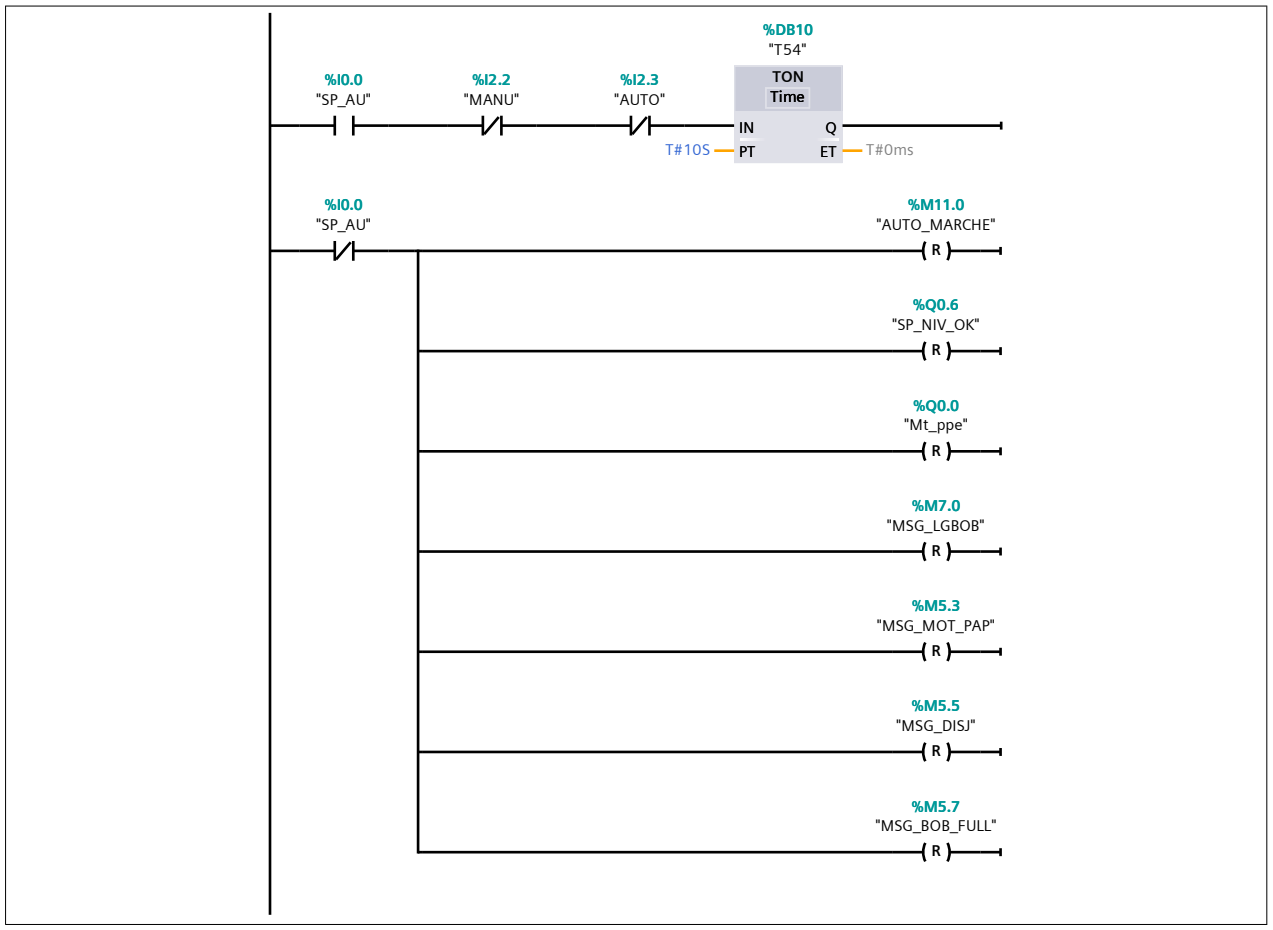 %DB10
"T54"
%I0.0
"SP_AU"
%I2.2
"MANU"
%I2.3
"AUTO"
TON
Time
IN
Q
T#10S
PT
ET
T#0ms
%I0.0
"SP_AU"
%M11.0
"AUTO_MARCHE"
R
%Q0.6
"SP_NIV_OK"
R
%Q0.0
"Mt_ppe"
R
%M7.0
"MSG_LGBOB"
R
%M5.3
"MSG_MOT_PAP"
R
%M5.5
"MSG_DISJ"
R
%M5.7
"MSG_BOB_FULL"
R